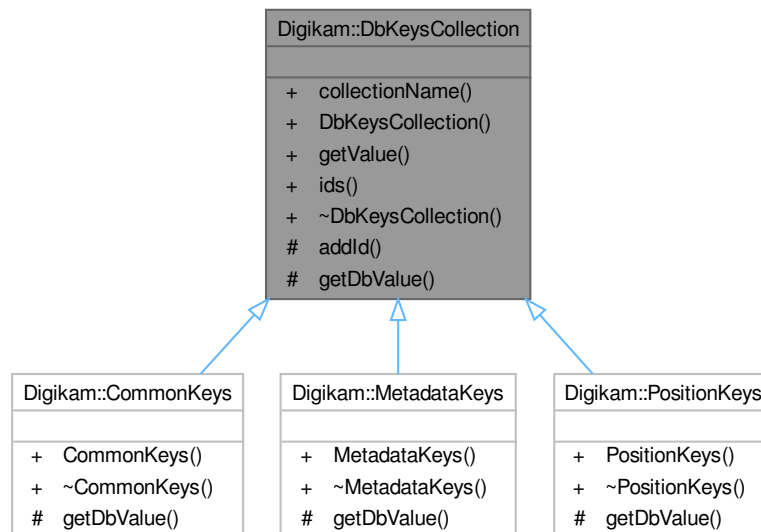 Digikam::DbKeysCollection
+ collectionName()
+ DbKeysCollection()
+ getValue()
+ ids()
+ ~DbKeysCollection()
# addId()
# getDbValue()
Digikam::CommonKeys
+ CommonKeys()
+ ~CommonKeys()
# getDbValue()
Digikam::MetadataKeys
+ MetadataKeys()
+ ~MetadataKeys()
# getDbValue()
Digikam::PositionKeys
+ PositionKeys()
+ ~PositionKeys()
# getDbValue()